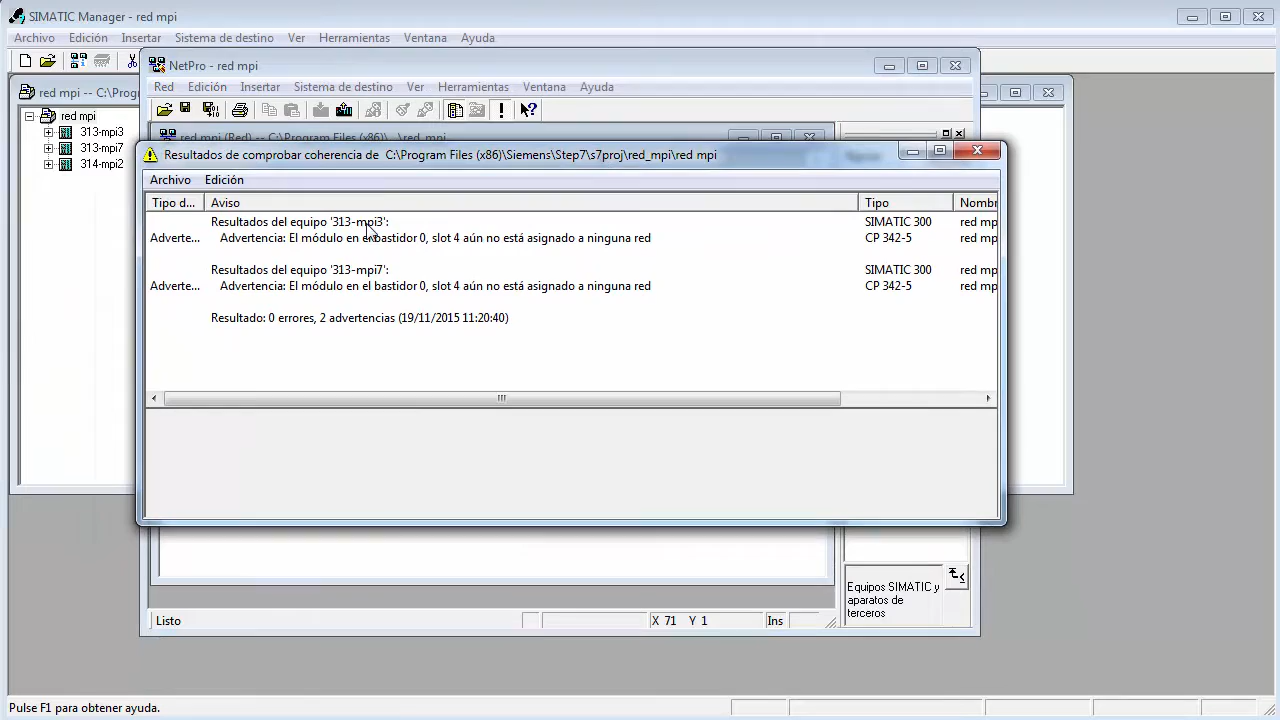 SIMATIC Manager - red mpi
Archivo Edición Insertar Sistema de destino Ver Herramientas Ventana Ayuda
NetPro - red mpi
red mpi -- C:\Prog
Red Edición Insertar Sistema de destino Ver Herramientas Ventana Ayuda
red mpi
313-mpi3
313-mpi7
314-mpi2
red mpi (Red) -- C:\Program Files (x86)\...\red_mpi
Resultados de comprobar coherencia de C:\Program Files (x86)\Siemens\Step7\s7proj\red_mpi\red mpi
Archivo Edición
Tipo d... Aviso Tipo Nombr
Resultados del equipo '313-mpi3': SIMATIC 300 red mp
Adverte... Advertencia: El módulo en el bastidor 0, slot 4 aún no está asignado a ninguna red CP 342-5 red mp
Resultados del equipo '313-mpi7': SIMATIC 300 red mp
Adverte... Advertencia: El módulo en el bastidor 0, slot 4 aún no está asignado a ninguna red CP 342-5 red mp
Resultado: 0 errores, 2 advertencias (19/11/2015 11:20:40)
Equipos SIMATIC y
aparatos de
terceros
Listo X 71 Y 1 Ins
Pulse F1 para obtener ayuda.